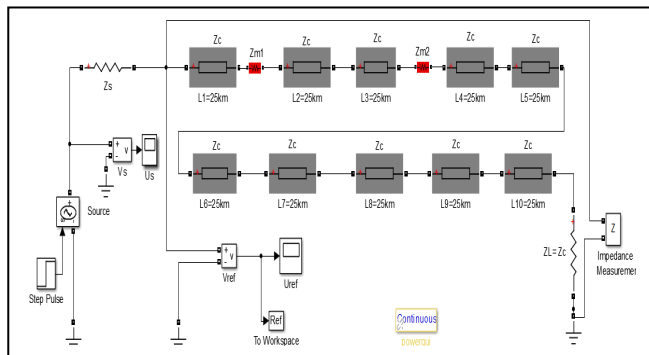 Zc Zm1 Zc Zc Zm2 Zc Zc
Zs
L1=25km L2=25km L3=25km L4=25km L5=25km
+ - v
Vs
Us
Zc Zc Zc Zc Zc
L6=25km L7=25km L8=25km L9=25km L10=25km
Source
Step Pulse
+ - v
Vref
Uref
Ref
To Workspace
ZL=Zc
Z
Impedance
Measurement
Continuous
powergui